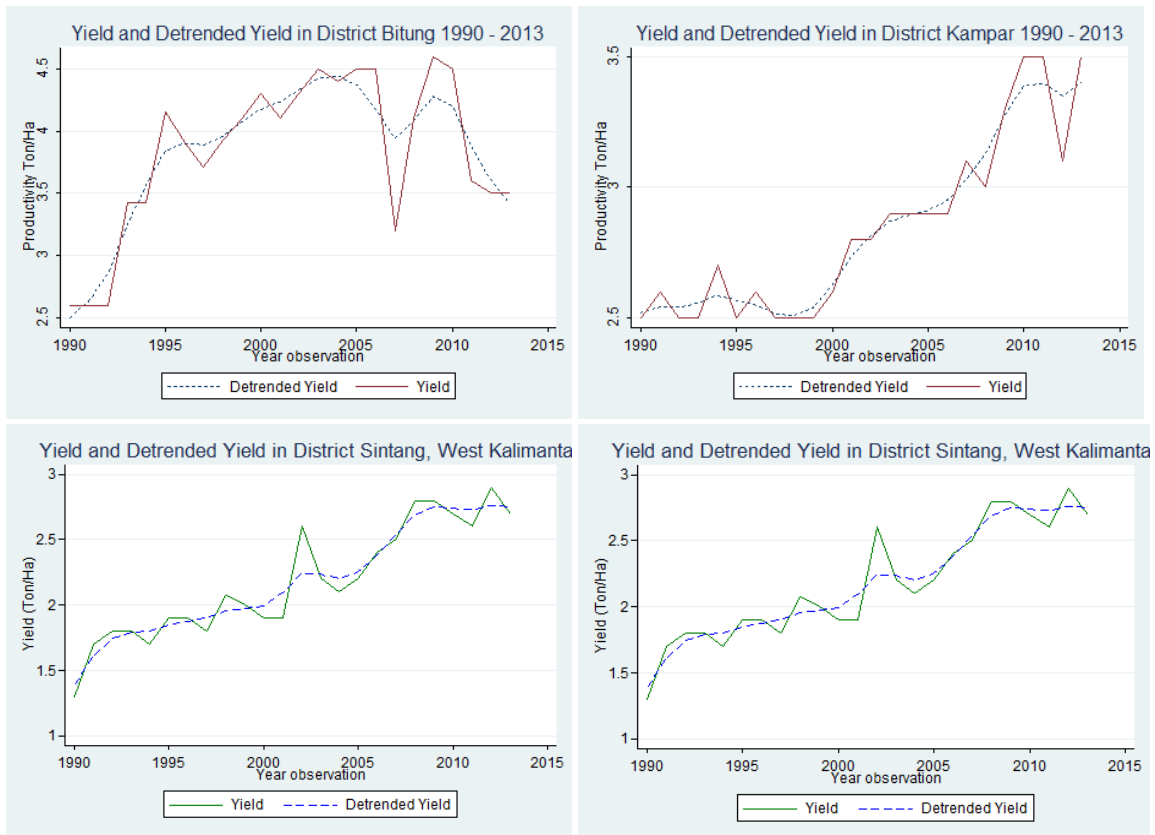 Yield and Detrended Yield in District Bitung 1990 - 2013
Productivity Ton/Ha
4.5
4
3.5
3
2.5
1990 1995 2000 2005 2010 2015
Year observation
Detrended Yield Yield
Yield and Detrended Yield in District Kampar 1990 - 2013
Productivity Ton/Ha
3.5
3
2.5
1990 1995 2000 2005 2010 2015
Year observation
Detrended Yield Yield
Yield and Detrended Yield in District Sintang, West Kalimanta
Yield (Ton/Ha)
3
2.5
2
1.5
1
1990 1995 2000 2005 2010 2015
Year observation
Yield Detrended Yield
Yield and Detrended Yield in District Sintang, West Kalimanta
Yield (Ton/Ha)
3
2.5
2
1.5
1
1990 1995 2000 2005 2010 2015
Year observation
Yield Detrended Yield